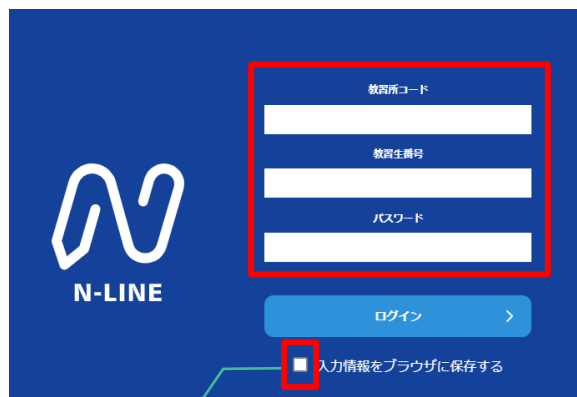 教習所コード
教習生番号
パスワード
N-LINE
ログイン
入力情報をブラウザに保存する